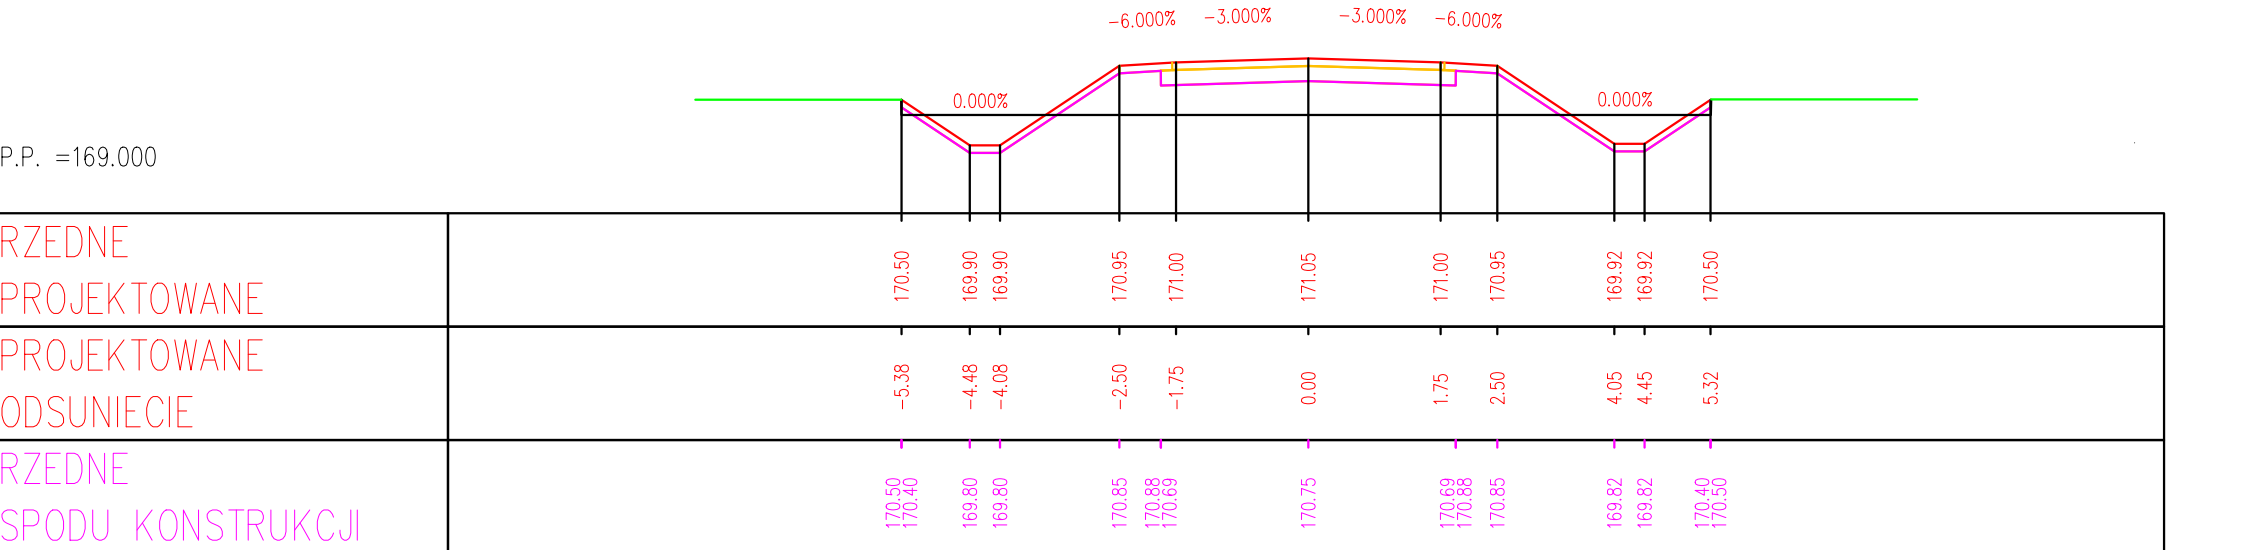 -6.000% -3.000% -3.000% -6.000%
0.000% 0.000%
P.P. =169.000
RZEDNE
PROJEKTOWANE
170.50 169.90 169.90 170.95 171.00 171.05 171.00 170.95 169.92 169.92 170.50
PROJEKTOWANE
ODSUNIECIE
-5.38 -4.48 -4.08 -2.50 -1.75 0.00 1.75 2.50 4.05 4.45 5.32
RZEDNE
SPODU KONSTRUKCJI
170.50 170.40 169.80 169.80 170.85 170.88 170.69 170.75 170.69 170.88 170.85 169.82 169.82 170.40 170.50